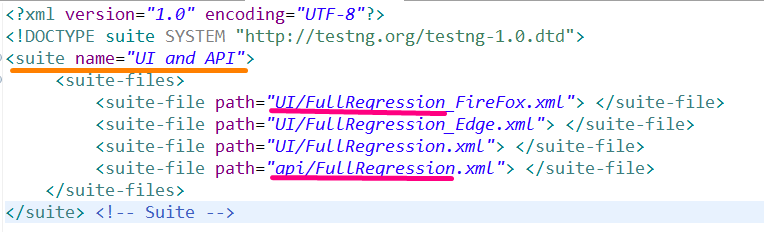 <?xml version="1.0" encoding="UTF-8"?>
<!DOCTYPE suite SYSTEM "http://testng.org/testng-1.0.dtd">
<suite name="UI and API">
<suite-files>
<suite-file path="UI/FullRegression_FireFox.xml"> </suite-file>
<suite-file path="UI/FullRegression_Edge.xml"> </suite-file>
<suite-file path="UI/FullRegression.xml"> </suite-file>
<suite-file path="api/FullRegression.xml"> </suite-file>
</suite-files>
</suite> <!-- Suite -->